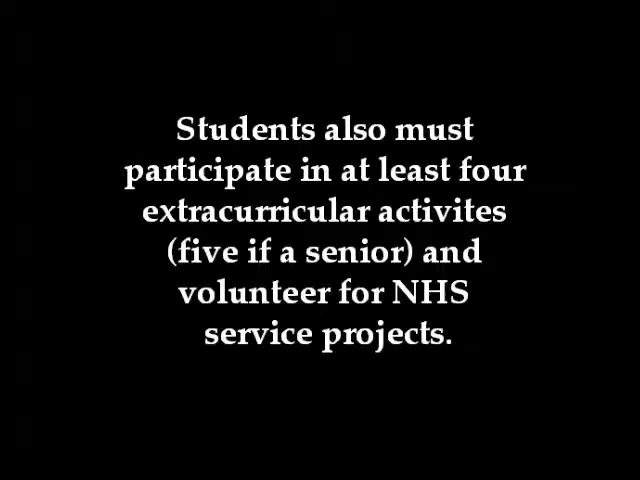 Students also must
participate in at least four
extracurricular activites
(five if a senior) and
volunteer for NHS
service projects.